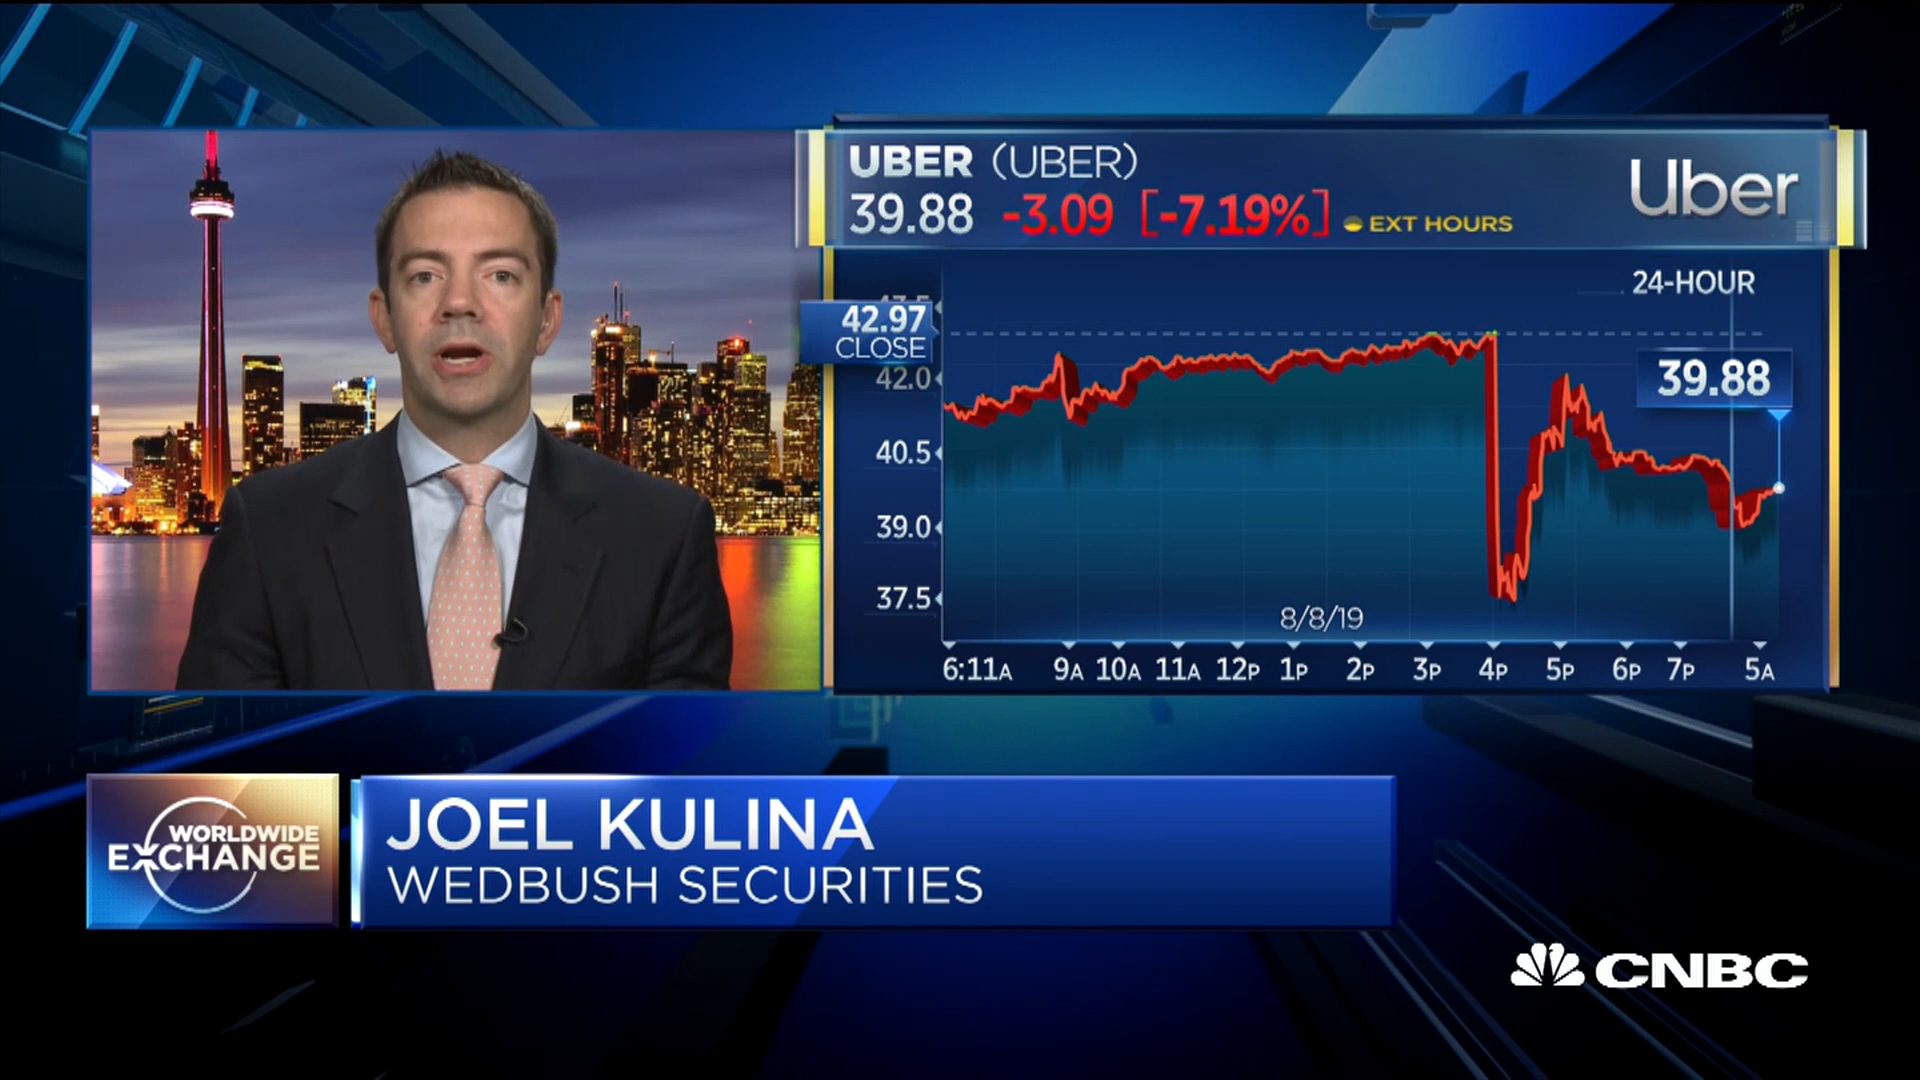 UBER (UBER)
39.88 -3.09 [-7.19%] EXT HOURS
Uber
24-HOUR
42.97
CLOSE
39.88
42.0
40.5
39.0
37.5
8/8/19
6:11A 9A 10A 11A 12P 1P 2P 3P 4P 5P 6P 7P 5A
WORLDWIDE
EXCHANGE
JOEL KULINA
WEDBUSH SECURITIES
CNBC